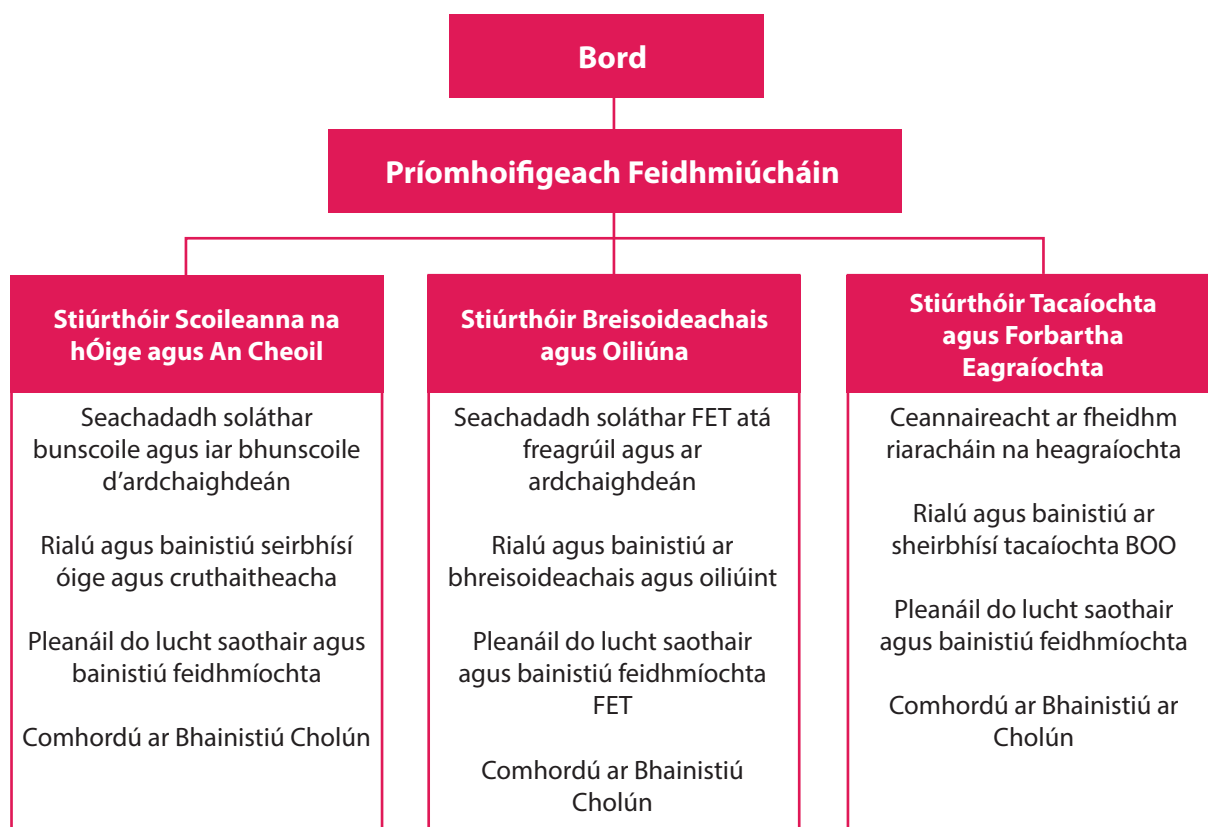 Bord
Príomhoifigeach Feidhmiúcháin
Stiúrthóir Scoileanna na
hÓige agus An Cheoil
Seachadadh soláthar
bunscoile agus iar bhunscoile
d'ardchaighdeán
Rialú agus bainistiú seirbhísí
óige agus cruthaitheacha
Pleanáil do lucht saothair agus
bainistiú feidhmíochta
Comhordú ar Bhainistiú Cholún
Stiúrthóir Breisoideachais
agus Oiliúna
Seachadadh soláthar FET atá
freagrúil agus ar
ardchaighdeán
Rialú agus bainistiú ar
bhreisoideachais agus oiliúint
Pleanáil do lucht saothair
agus bainistiú feidhmíochta
FET
Comhordú ar Bhainistiú
Cholún
Stiúrthóir Tacaíochta
agus Forbartha
Eagraíochta
Ceannaireacht ar fheidhm
riaracháin na heagraíochta
Rialú agus bainistiú ar
sheirbhísí tacaíochta BOO
Pleanáil do lucht saothair
agus bainistiú feidhmíochta
Comhordú ar Bhainistiú ar
Cholún